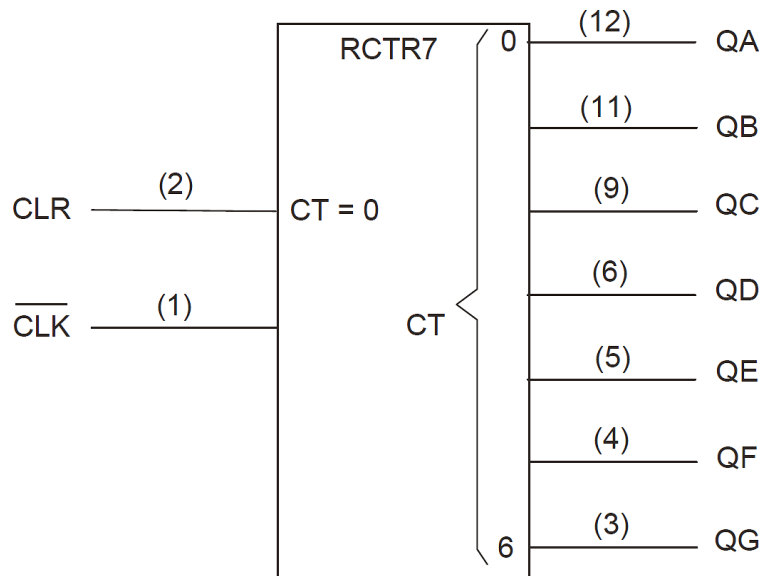 RCTR7
0 (12) QA
(11) QB
CLR (2) CT = 0 (9) QC
(6) QD
C̅L̅K̅ (1) CT
(5) QE
(4) QF
6 (3) QG